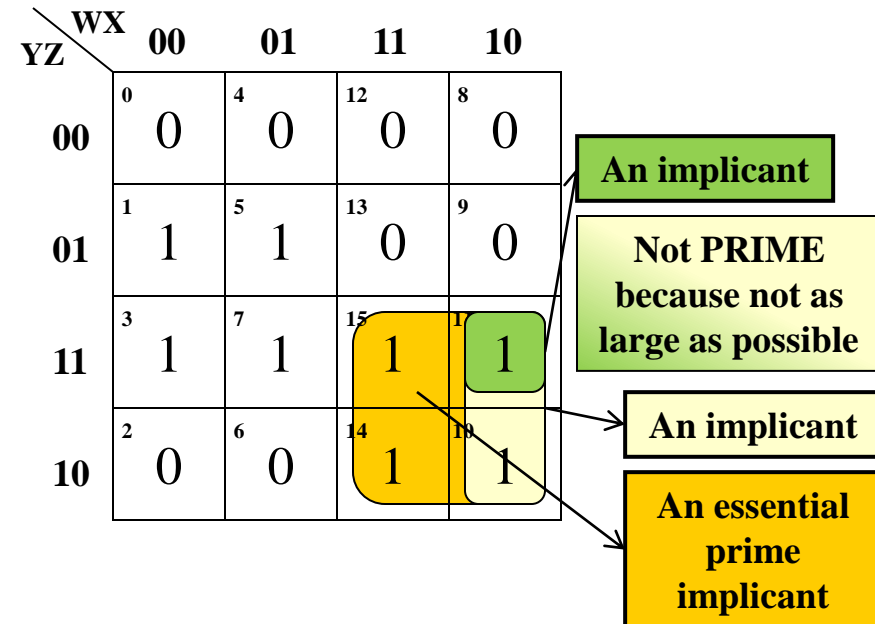 WX
YZ
00 01 11 10
0 4 12 8
00 0 0 0 0
1 5 13 9
01 1 1 0 0
3 7 15
11 1 1 1 1
2 6 14 10
10 0 0 1 1
An implicant
Not PRIME
because not as
large as possible
An implicant
An essential
prime
implicant